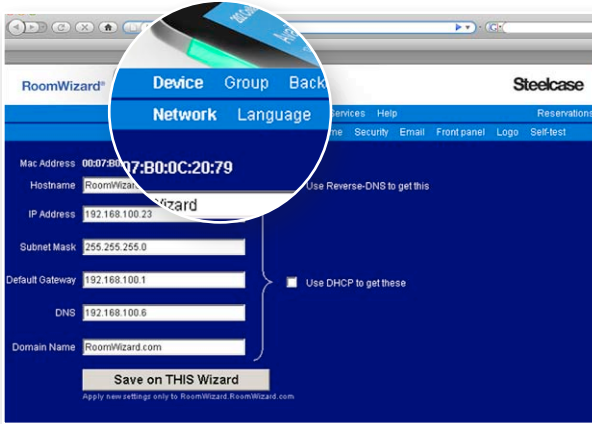 RoomWizard®
Steelcase
Device Group Back
Services Help Reservations
Network Language
Security Email Front panel Logo Self-test
Mac Address 00:07:B0
07:B0:0C:20:79
Hostname RoomWizard
Use Reverse-DNS to get this
Wizard
IP Address 192.168.100.23
Subnet Mask 255.255.255.0
Default Gateway 192.168.100.1
Use DHCP to get these
DNS 192.168.100.6
Domain Name RoomWizard.com
Save on THIS Wizard
Apply new settings only to RoomWizard.RoomWizard.com